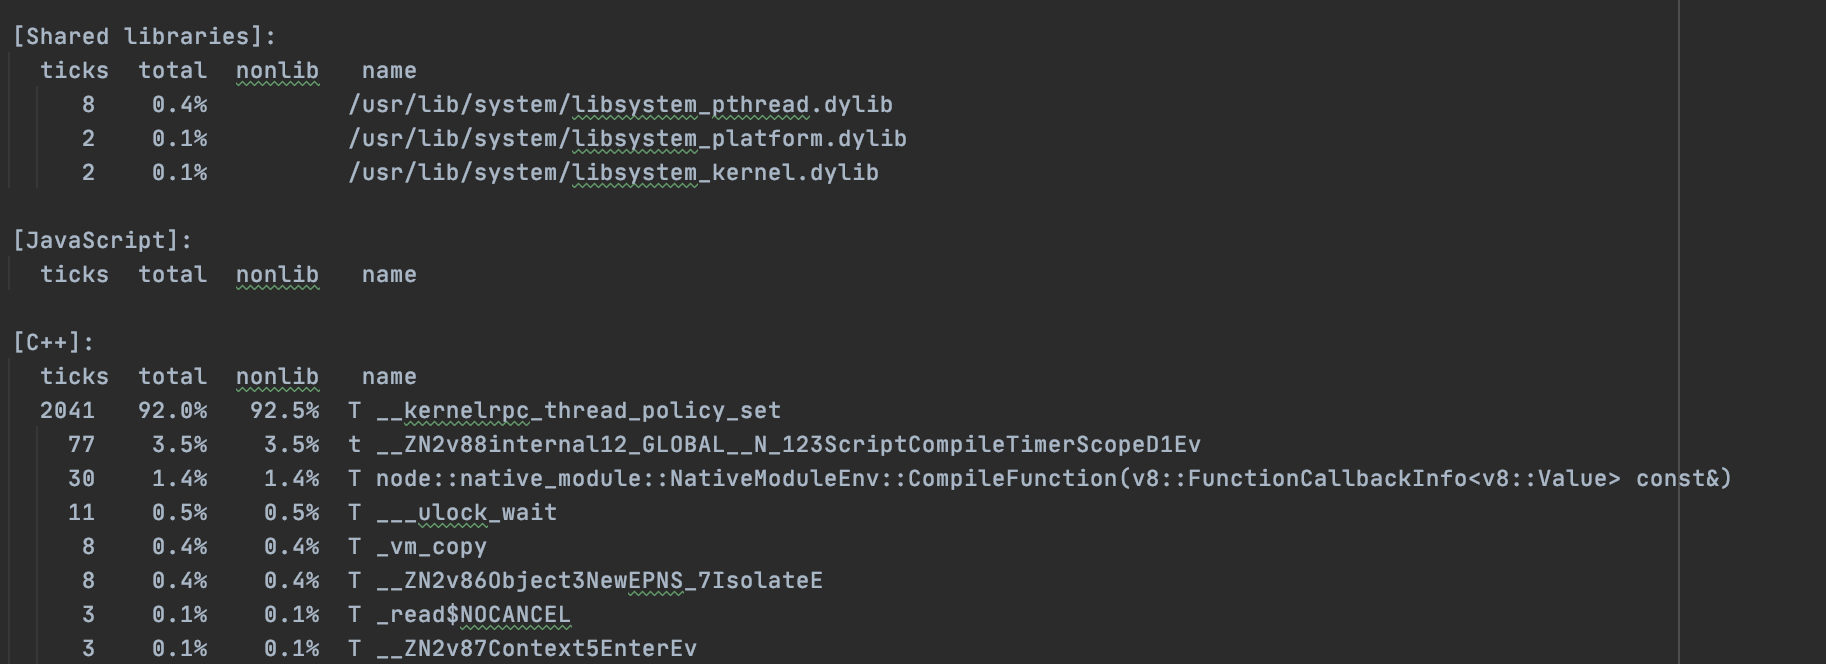 [Shared libraries]:
ticks  total  nonlib   name
8    0.4%          /usr/lib/system/libsystem_pthread.dylib
2    0.1%          /usr/lib/system/libsystem_platform.dylib
2    0.1%          /usr/lib/system/libsystem_kernel.dylib
[JavaScript]:
ticks  total  nonlib   name
[C++]:
ticks  total  nonlib   name
2041   92.0%   92.5%  T __kernelrpc_thread_policy_set
77    3.5%    3.5%  t __ZN2v88internal12_GLOBAL__N_123ScriptCompileTimerScopeD1Ev
30    1.4%    1.4%  T node::native_module::NativeModuleEnv::CompileFunction(v8::FunctionCallbackInfo<v8::Value> const&)
11    0.5%    0.5%  T ___ulock_wait
8    0.4%    0.4%  T _vm_copy
8    0.4%    0.4%  T __ZN2v86Object3NewEPNS_7IsolateE
3    0.1%    0.1%  T _read$NOCANCEL
3    0.1%    0.1%  T __ZN2v87Context5EnterEv